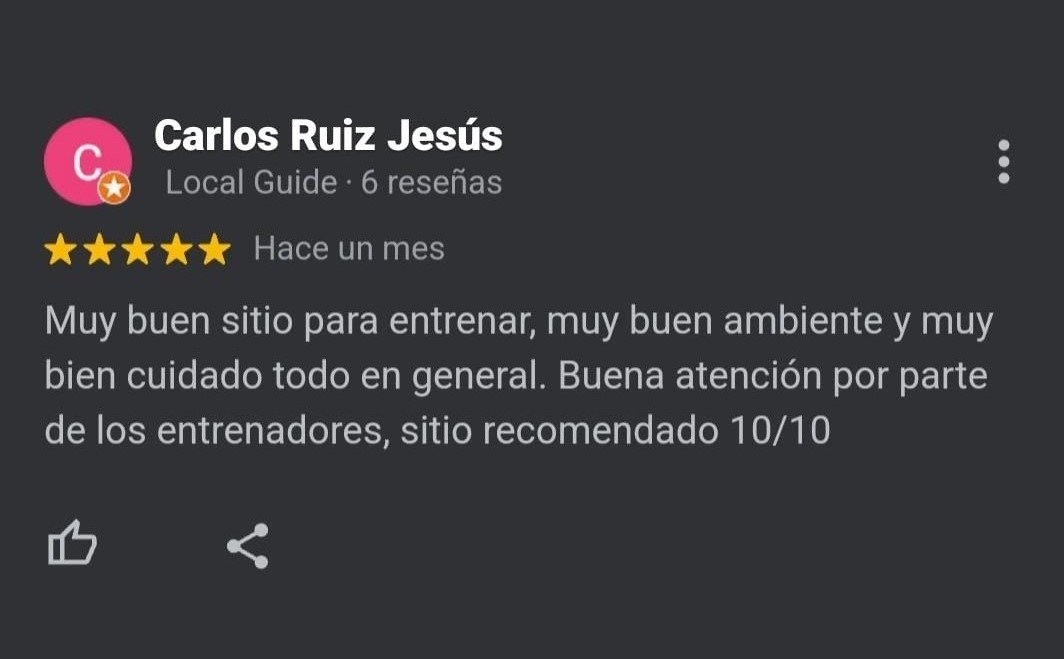 C
Carlos Ruiz Jesús
Local Guide · 6 reseñas
Hace un mes
Muy buen sitio para entrenar, muy buen ambiente y muy
bien cuidado todo en general. Buena atención por parte
de los entrenadores, sitio recomendado 10/10